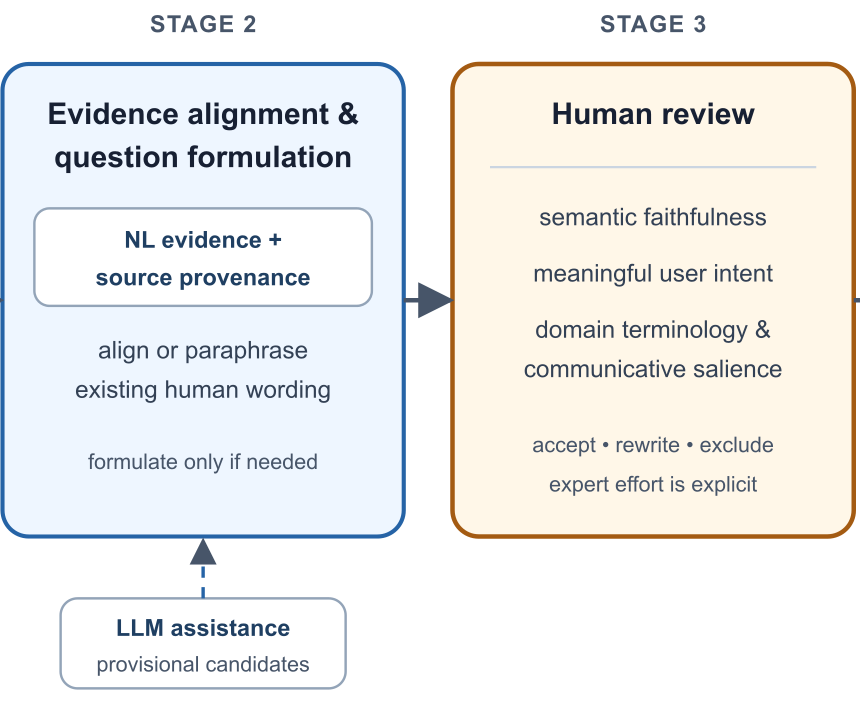 STAGE 2
Evidence alignment &
question formulation
NL evidence +
source provenance
align or paraphrase
existing human wording
formulate only if needed
LLM assistance
provisional candidates
STAGE 3
Human review
semantic faithfulness
meaningful user intent
domain terminology &
communicative salience
accept • rewrite • exclude
expert effort is explicit